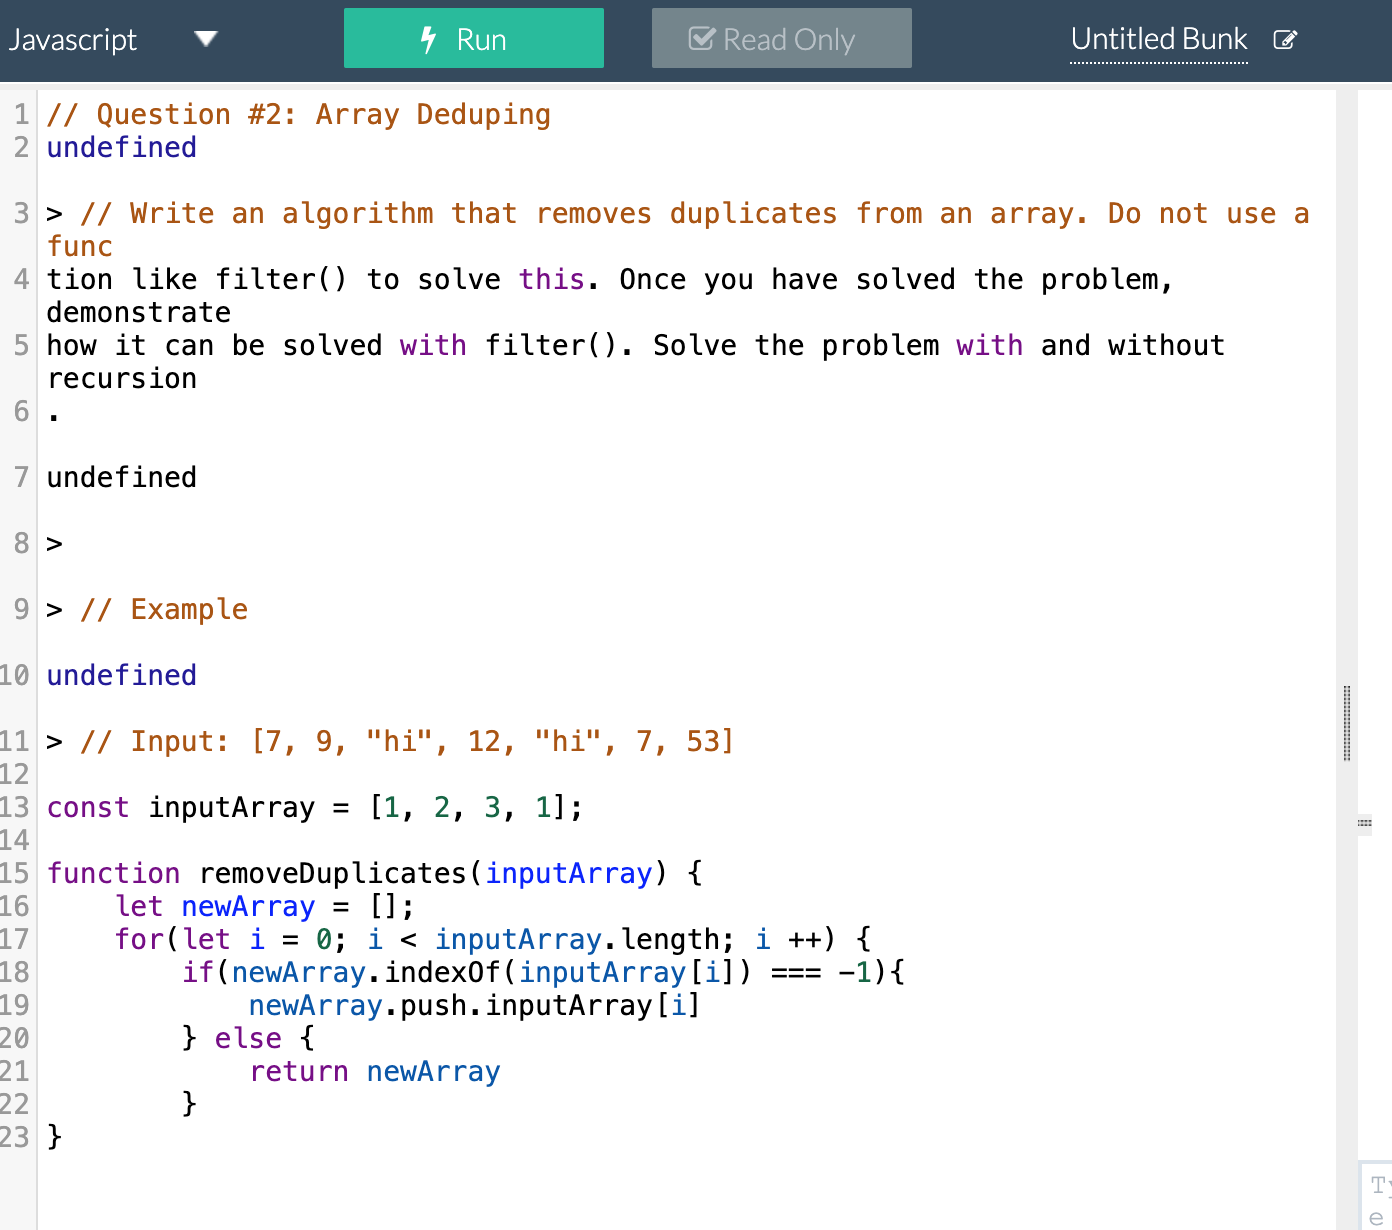 Javascript
Run
Read Only
Untitled Bunk
1 // Question #2: Array Deduping
2 undefined
3 > // Write an algorithm that removes duplicates from an array. Do not use a
func
4 tion like filter() to solve this. Once you have solved the problem,
demonstrate
5 how it can be solved with filter(). Solve the problem with and without
recursion
6 .
7 undefined
8 >
9 > // Example
10 undefined
11 > // Input: [7, 9, "hi", 12, "hi", 7, 53]
12
13 const inputArray = [1, 2, 3, 1];
14
15 function removeDuplicates(inputArray) {
16     let newArray = [];
17     for(let i = 0; i < inputArray.length; i ++) {
18         if(newArray.indexOf(inputArray[i]) === -1){
19             newArray.push.inputArray[i]
20         } else {
21             return newArray
22         }
23 }